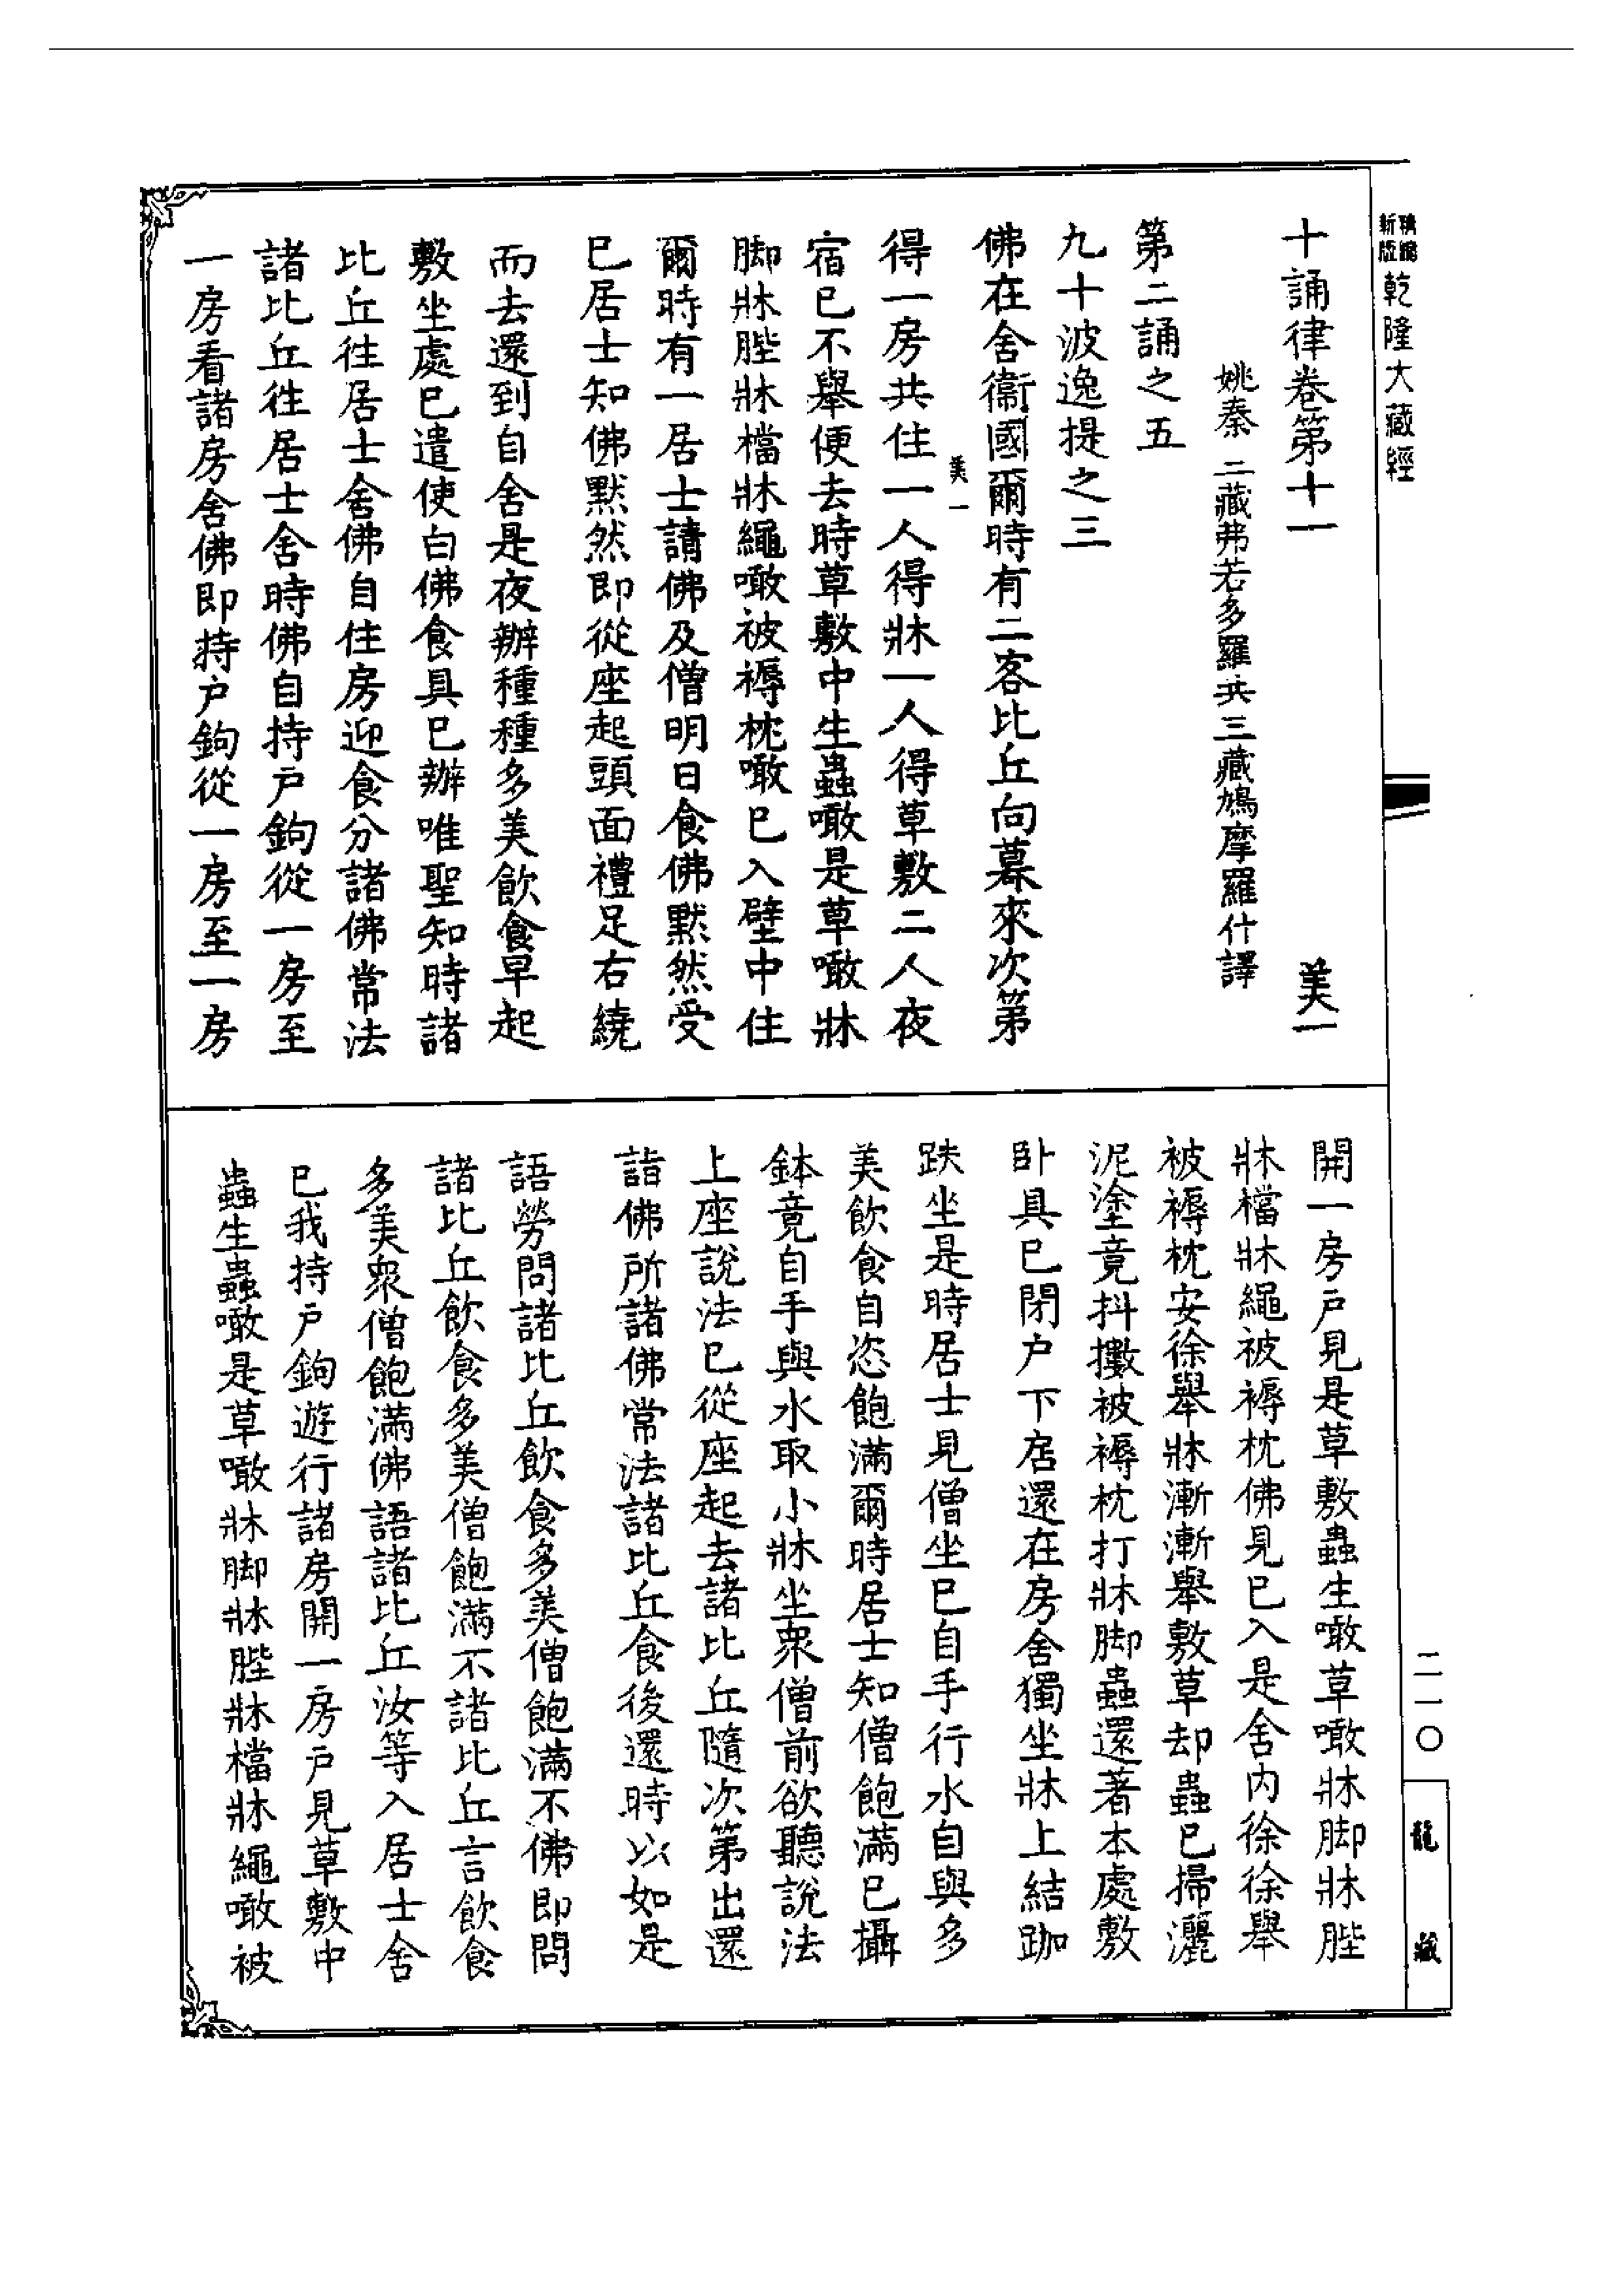 新編縮版乾隆大藏經
十誦律卷第十一 美一
姚秦三藏弗若多羅共三藏鳩摩羅什譯
第二誦之五
九十波逸提之三
佛在舍衛國爾時有二客比丘向暮來次第
美一
得一房共住一人得牀一人得草敷二人夜
宿已不舉便去時草敷中生蟲噉是草噉牀
脚牀陛牀檔牀繩噉被褥枕噉已入壁中住
爾時有一居士請佛及僧明日食佛默然受
已居士知佛默然即從座起頭面禮足右繞
而去還到自舍是夜辦種種多美飲食早起
敷坐處已遣使白佛食具已辦唯聖知時諸
比丘往居士舍佛自住房迎食分諸佛常法
諸比丘往居士舍時佛自持户鉤從一房至
一房看諸房舍佛即持户鉤從一房至一房
開一房戸見是草敷蟲生噉草噉牀脚牀陛
牀檔牀繩被褥枕佛見已入是舍内徐徐舉
被褥枕安徐舉牀漸漸舉敷草却蟲已掃灑
泥塗竟抖擻被褥枕打牀脚蟲還著本處敷
卧具已閉户下居還在房舍獨坐牀上結跏
趺坐是時居士見僧坐已自手行水自與多
美飲食自恣飽滿爾時居士知僧飽滿已攝
鉢竟自手與水取小牀坐衆僧前欲聽說法
上座說法已從座起去諸比丘隨次第出還
詣佛所諸佛常法諸比丘食後還時以如是
語勞問諸比丘飲食多美僧飽滿不佛即問
諸比丘飲食多美僧飽滿不諸比丘言飲食
多美衆僧飽滿佛語諸比丘汝等入居士舍
已我持户鉤遊行諸房開一房戸見草敷中
蟲生蟲噉是草噉牀脚牀陛牀檔牀繩噉被
二一〇
龍藏